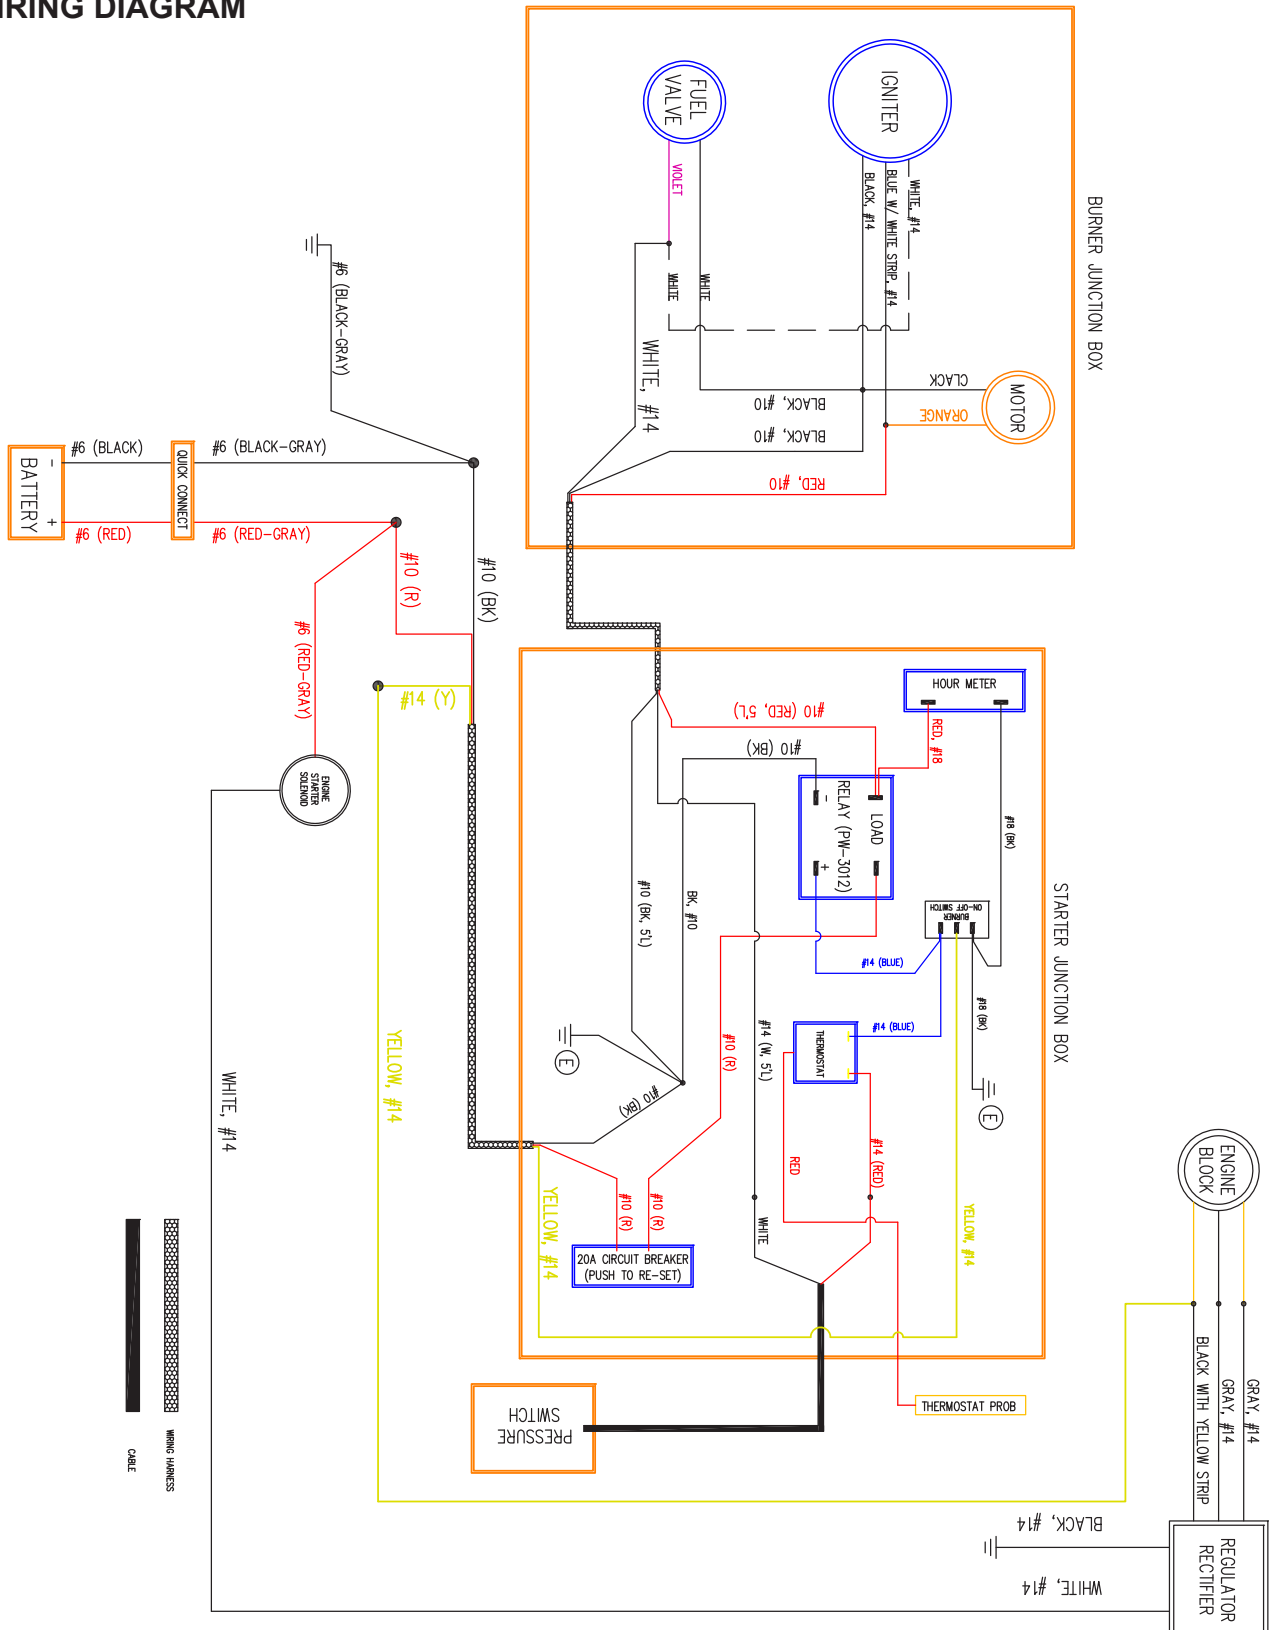 IRING DIAGRAM
BURNER JUNCTION BOX
FUEL
VALVE
IGNITER
VIOLET
WHITE
WHITE
WHITE, #14
BLACK, #14
BLUE W/ WHITE STRIP, #14
WHITE, #14
CLACK
ORANGE
MOTOR
BLACK, #10
BLACK, #10
RED, #10
#6 (BLACK-GRAY)
#6 (BLACK)
#6 (BLACK-GRAY)
QUICK CONNECT
BATTERY
-
+
#6 (RED)
#6 (RED-GRAY)
#10 (R)
#10 (BK)
#6 (RED-GRAY)
#14 (Y)
ENGINE
STARTER
SOLENOID
STARTER JUNCTION BOX
HOUR METER
#10 (RED, 5'L)
#10 (BK)
RED, #18
#18 (BK)
LOAD
RELAY (PW-3012)
-
+
BURNER
ON-OFF SWITCH
#10 (BK, 5'L)
BK, #10
#14 (BLUE)
#14 (BLUE)
#18 (BK)
THERMOSTAT
#10 (R)
#14 (W, 5'L)
E
E
#10 (BK)
RED
#14 (RED)
WHITE
YELLOW, #14
YELLOW, #14
#10 (R)
#10 (R)
20A CIRCUIT BREAKER
(PUSH TO RE-SET)
YELLOW, #14
WHITE, #14
ENGINE
BLOCK
THERMOSTAT PROB
PRESSURE
SWITCH
BLACK WITH YELLOW STRIP
GRAY, #14
GRAY, #14
WIRING HARNESS
CABLE
BLACK, #14
WHITE, #14
REGULATOR
RECTIFIER